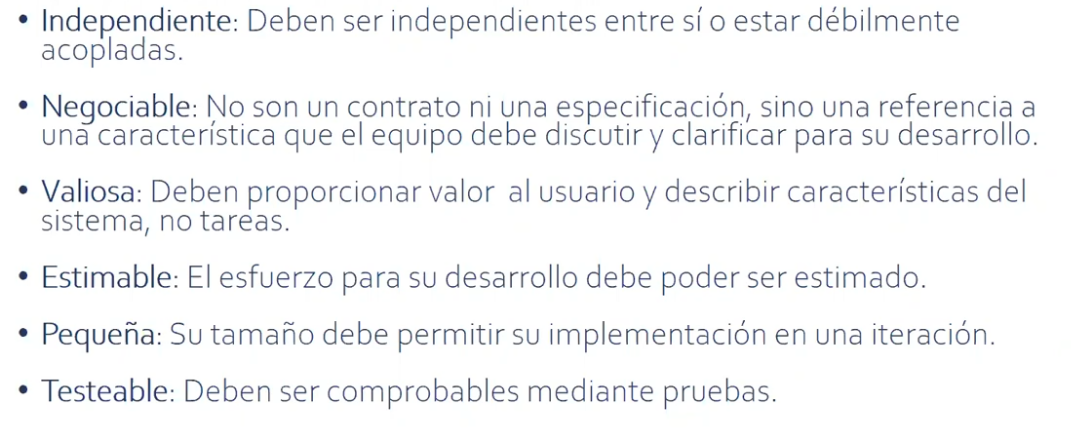 • Independiente: Deben ser independientes entre sí o estar débilmente
acopladas.
• Negociable: No son un contrato ni una especificación, sino una referencia a
una característica que el equipo debe discutir y clarificar para su desarrollo.
• Valiosa: Deben proporcionar valor al usuario y describir características del
sistema, no tareas.
• Estimable: El esfuerzo para su desarrollo debe poder ser estimado.
• Pequeña: Su tamaño debe permitir su implementación en una iteración.
• Testeable: Deben ser comprobables mediante pruebas.